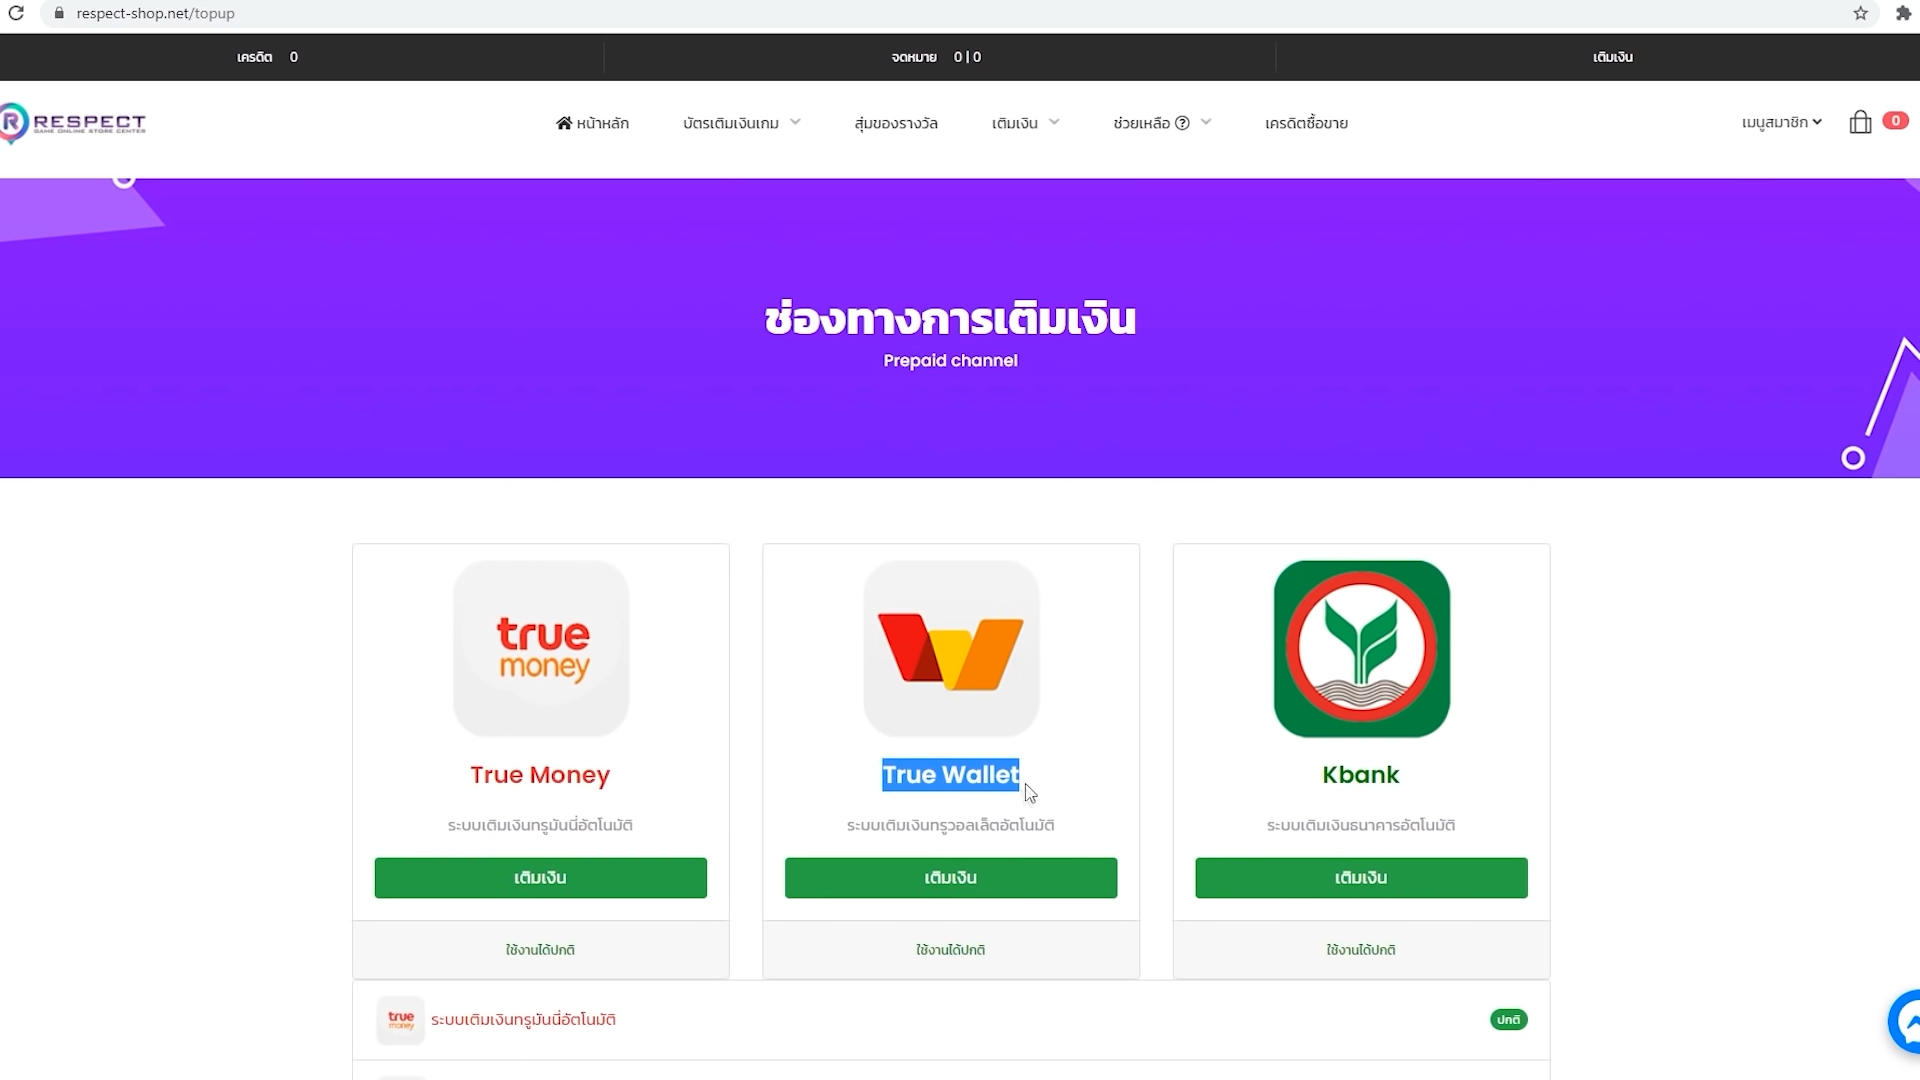 respect-shop.net/topup
เครดิต 0
จดหมาย 0 | 0
เติมเงิน
RESPECT
GAME ONLINE STORE CENTER
หน้าหลัก
บัตรเติมเงินเกม
สุ่มของรางวัล
เติมเงิน
ช่วยเหลือ
เครดิตซื้อขาย
เมนูสมาชิก
0
ช่องทางการเติมเงิน
Prepaid channel
true
money
True Money
ระบบเติมเงินทรูมันนี่อัตโนมัติ
เติมเงิน
ใช้งานได้ปกติ
True Wallet
ระบบเติมเงินทรูวอลเล็ตอัตโนมัติ
เติมเงิน
ใช้งานได้ปกติ
Kbank
ระบบเติมเงินธนาคารอัตโนมัติ
เติมเงิน
ใช้งานได้ปกติ
true
money
ระบบเติมเงินทรูมันนี่อัตโนมัติ
ปกติ